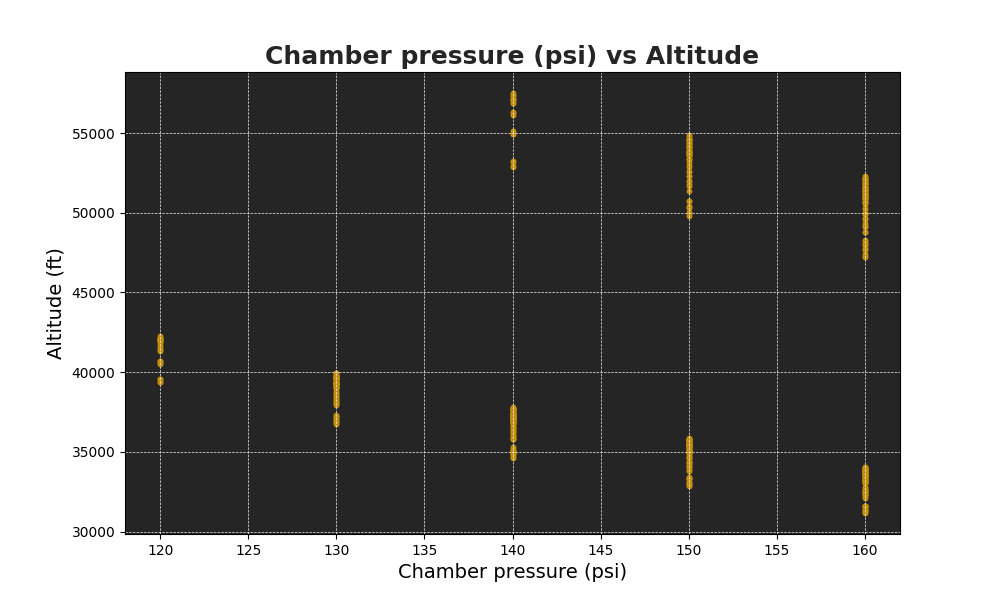 Chamber pressure (psi) vs Altitude
55000
50000
45000
40000
35000
30000
Altitude (ft)
120 125 130 135 140 145 150 155 160
Chamber pressure (psi)